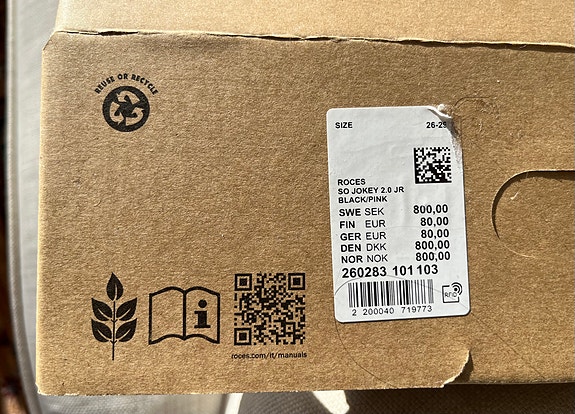 REUSE OR RECYCLE
SIZE 26-29
ROCES
SO JOKEY 2.0 JR
BLACK/PINK
SWE SEK 800,00
FIN EUR 80,00
GER EUR 80,00
DEN DKK 800,00
NOR NOK 800,00
260283 101103
2 200040 719773
RFID
i
roces.com/it/manuals